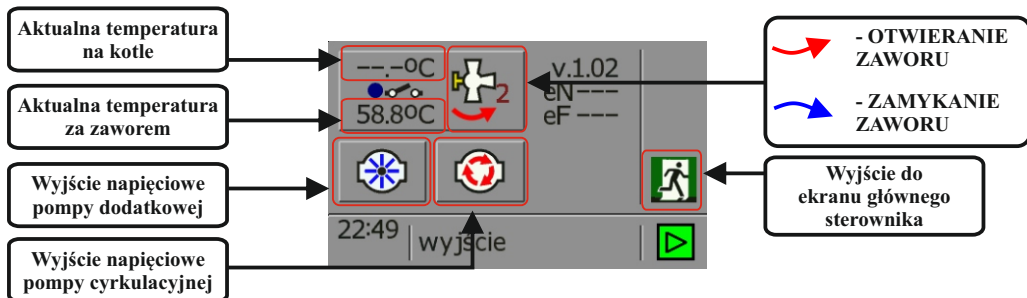 Aktualna temperatura
na kotle
Aktualna temperatura
za zaworem
Wyjście napięciowe
pompy dodatkowej
Wyjście napięciowe
pompy cyrkulacyjnej
--.-ºC
58.8ºC
2
v.1.02
eN---
eF ---
22:49
wyjście
- OTWIERANIE
ZAWORU
- ZAMYKANIE
ZAWORU
Wyjście do
ekranu głównego
sterownika